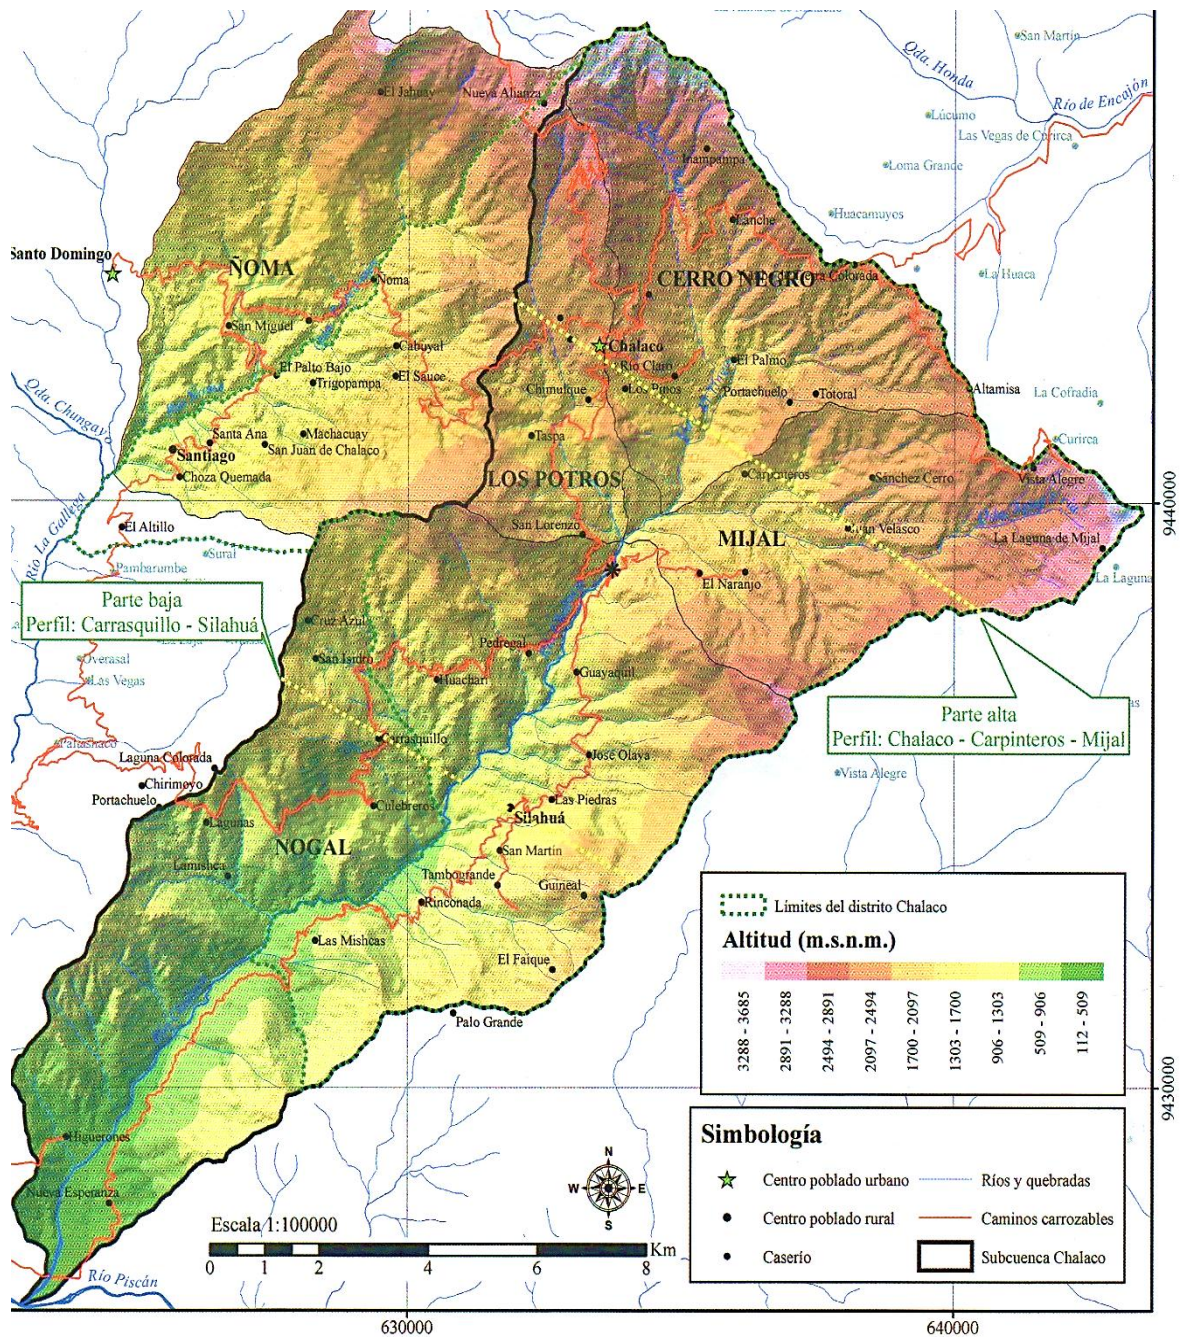 San Martín
Qda. Honda
Río de Encajón
El Jahuay
Nueva Alianza
Lúcumo
Las Vegas de Curirca
Inampampa
Loma Grande
Lanche
Huacamuyos
Santo Domingo
ÑOMA
Ñoma
CERRO NEGRO
Colorada
La Huaca
San Miguel
Cabuyal
Chalaco
El Palto Bajo
Trigopampa
El Sauce
Río Claro
El Palmo
Chimulque
Los Pinos
Portachuelo
Totoral
Altamisa
La Cofradia
Qda. Chungayo
Santa Ana
Machacuay
San Juan de Chalaco
Santiago
Taspa
Curirca
Choza Quemada
LOS POTROS
Carpinteros
Sánchez Cerro
Vista Alegre
Río La Gallega
El Altillo
San Lorenzo
MIJAL
Juan Velasco
La Laguna de Mijal
9440000
Sural
Pambarumbe
El Naranjo
La Laguna
Parte baja
Perfil: Carrasquillo - Silahuá
Cruz Azul
Pedregal
Overasal
San Isidro
Las Vegas
Huachari
Guayaquil
Parte alta
Perfil: Chalaco - Carpinteros - Mijal
Carrasquillo
Laguna Colorada
José Olaya
Chirimoyo
Vista Alegre
Portachuelo
Culebreros
Las Piedras
Lagunas
Silahuá
NOGAL
San Martín
Lamishca
Tambogrande
Guineal
Rinconada
Límites del distrito Chalaco
Las Mishcas
Altitud (m.s.n.m.)
El Faique
3288 - 3685
2891 - 3288
2494 - 2891
2097 - 2494
1700 - 2097
1303 - 1700
906 - 1303
509 - 906
112 - 509
Palo Grande
9430000
Higuerones
Simbología
N
W
E
S
Centro poblado urbano
Ríos y quebradas
Nueva Esperanza
Centro poblado rural
Caminos carrozables
Escala 1:100000
Caserío
Subcuenca Chalaco
Km
0 1 2 4 6 8
Río Piscán
630000
640000